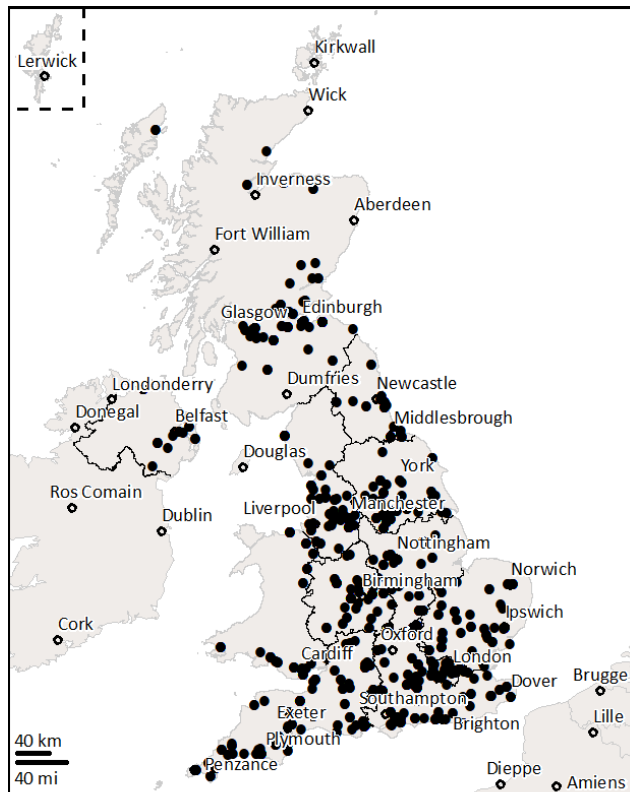 Kirkwall
Lerwick
Wick
Inverness
Aberdeen
Fort William
Glasgow
Edinburgh
Dumfries
Londonderry
Newcastle
Donegal
Belfast
Middlesbrough
Douglas
York
Ros Comain
Liverpool
Manchester
Dublin
Nottingham
Birmingham
Norwich
Ipswich
Cork
Oxford
Cardiff
London
Brugge
Dover
Southampton
Exeter
Brighton
Lille
Plymouth
40 km
40 mi
Penzance
Dieppe
Amiens